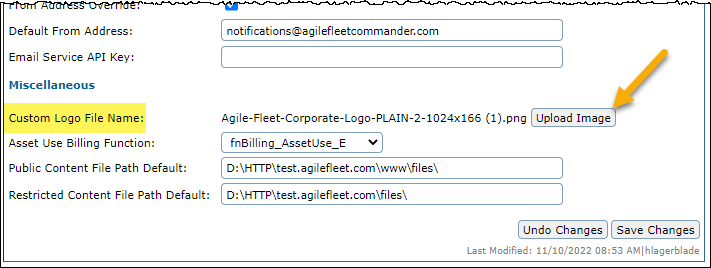 From Address Override:
Default From Address: notifications@agilefleetcommander.com
Email Service API Key:
Miscellaneous
Custom Logo File Name: Agile-Fleet-Corporate-Logo-PLAIN-2-1024x166 (1).png Upload Image
Asset Use Billing Function: fnBilling_AssetUse_E
Public Content File Path Default: D:\HTTP\test.agilefleet.com\www\files\
Restricted Content File Path Default: D:\HTTP\test.agilefleet.com\files\
Undo Changes Save Changes
Last Modified: 11/10/2022 08:53 AM|hlagerblade